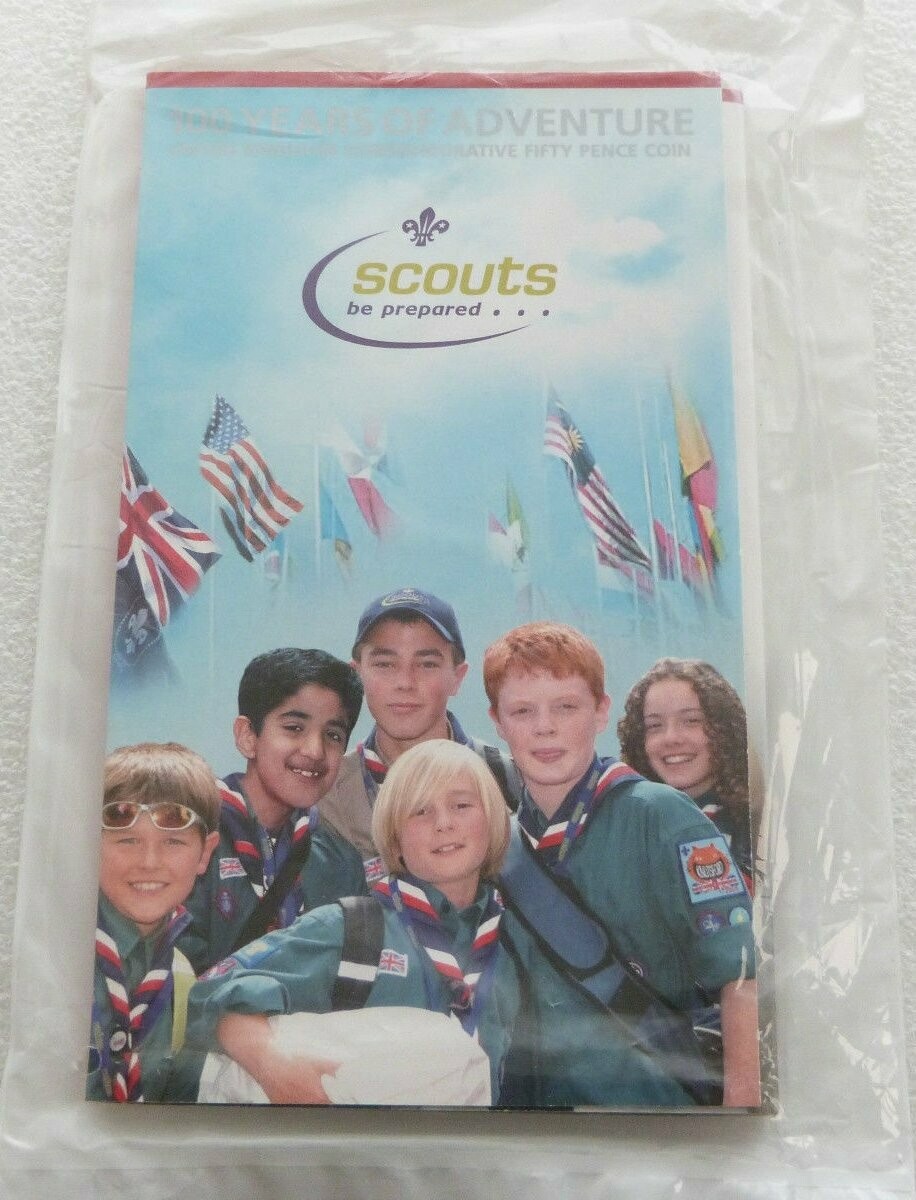 100 YEARS OF ADVENTURE
COMMEMORATIVE FIFTY PENCE COIN
scouts
be prepared . . .